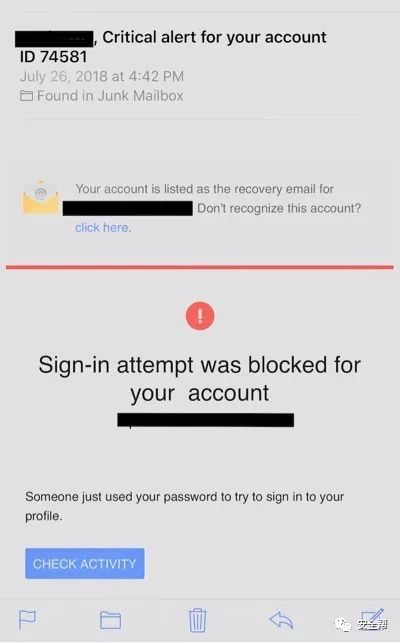 , Critical alert for your account
ID 74581
July 26, 2018 at 4:42 PM
Found in Junk Mailbox
Your account is listed as the recovery email for
Don't recognize this account?
click here.
Sign-in attempt was blocked for
your account
Someone just used your password to try to sign in to your
profile.
CHECK ACTIVITY
安全帮